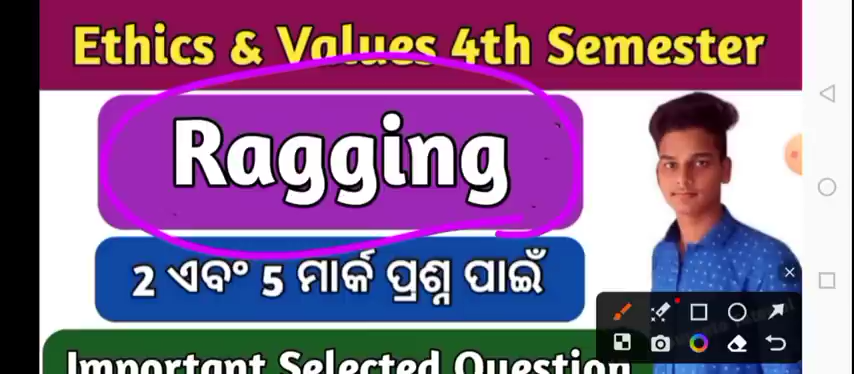 Ethics & Values 4th Semester
Ragging
2 ଏବଂ 5 ମାର୍କ ପ୍ରଶ୍ନ ପାଇଁ
Important Selected Question